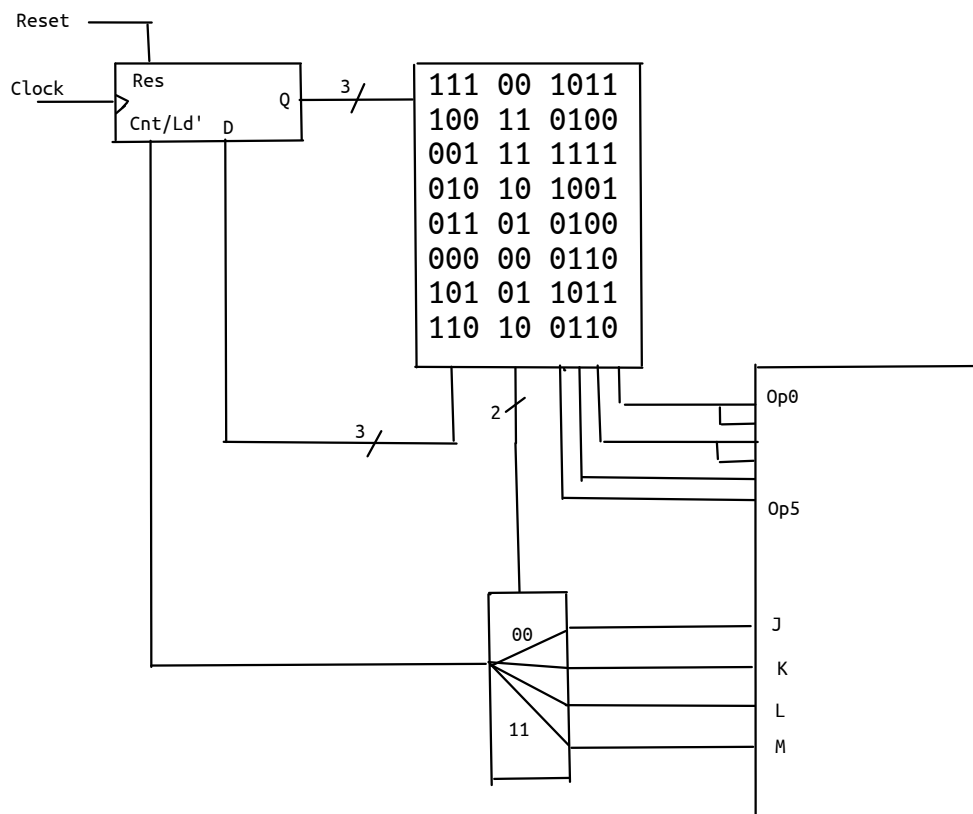 Reset
Clock
Res
Q
Cnt/Ld' D
3
111 00 1011
100 11 0100
001 11 1111
010 10 1001
011 01 0100
000 00 0110
101 01 1011
110 10 0110
3
2
Op0
Op5
00
11
J
K
L
M